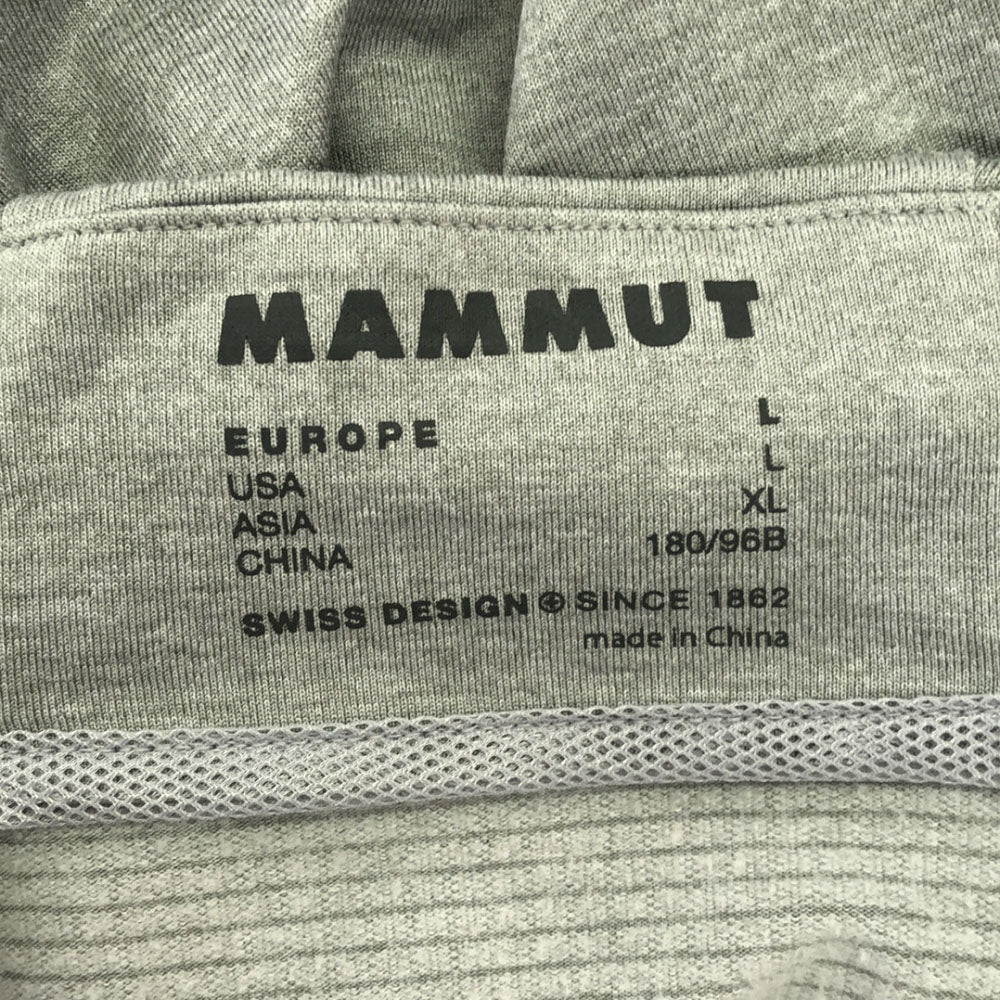 MAMMUT
EUROPE L
USA L
ASIA XL
CHINA 180/96B
SWISS DESIGN SINCE 1862
made in China